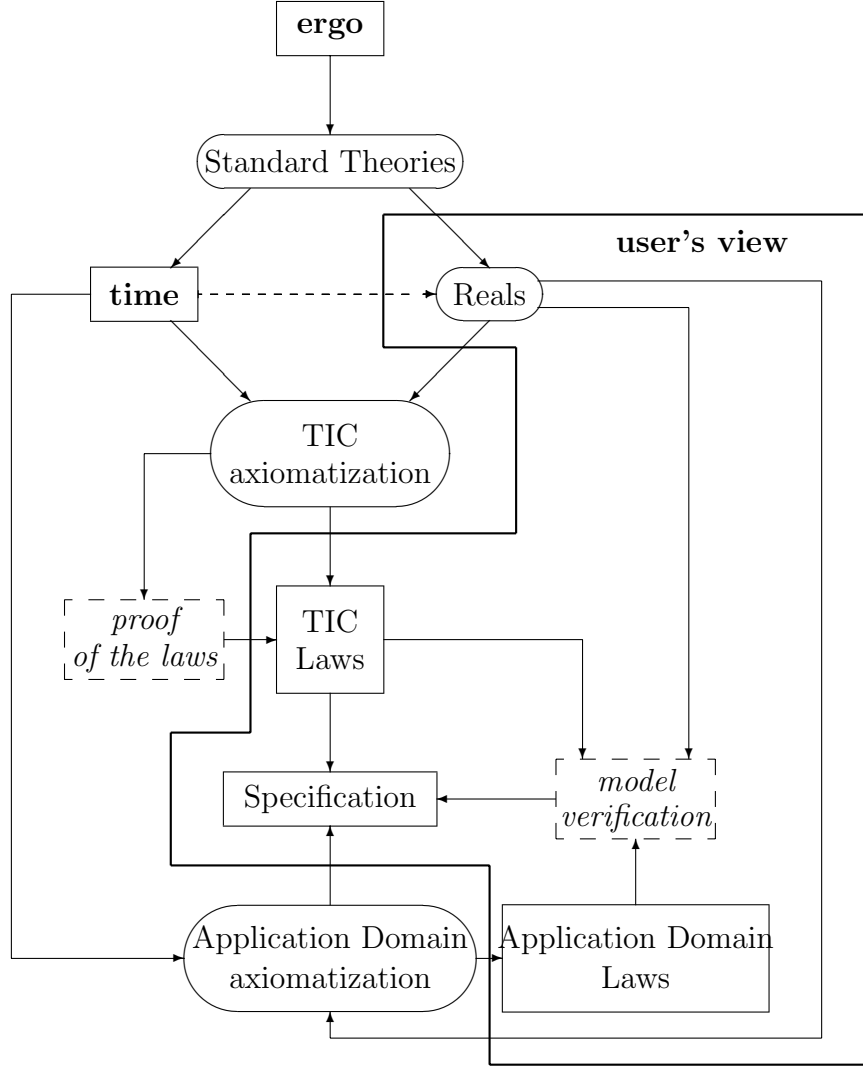 ergo
Standard Theories
user's view
time
Reals
TIC
axiomatization
proof
of the laws
TIC
Laws
Specification
model
verification
Application Domain
axiomatization
Application Domain
Laws